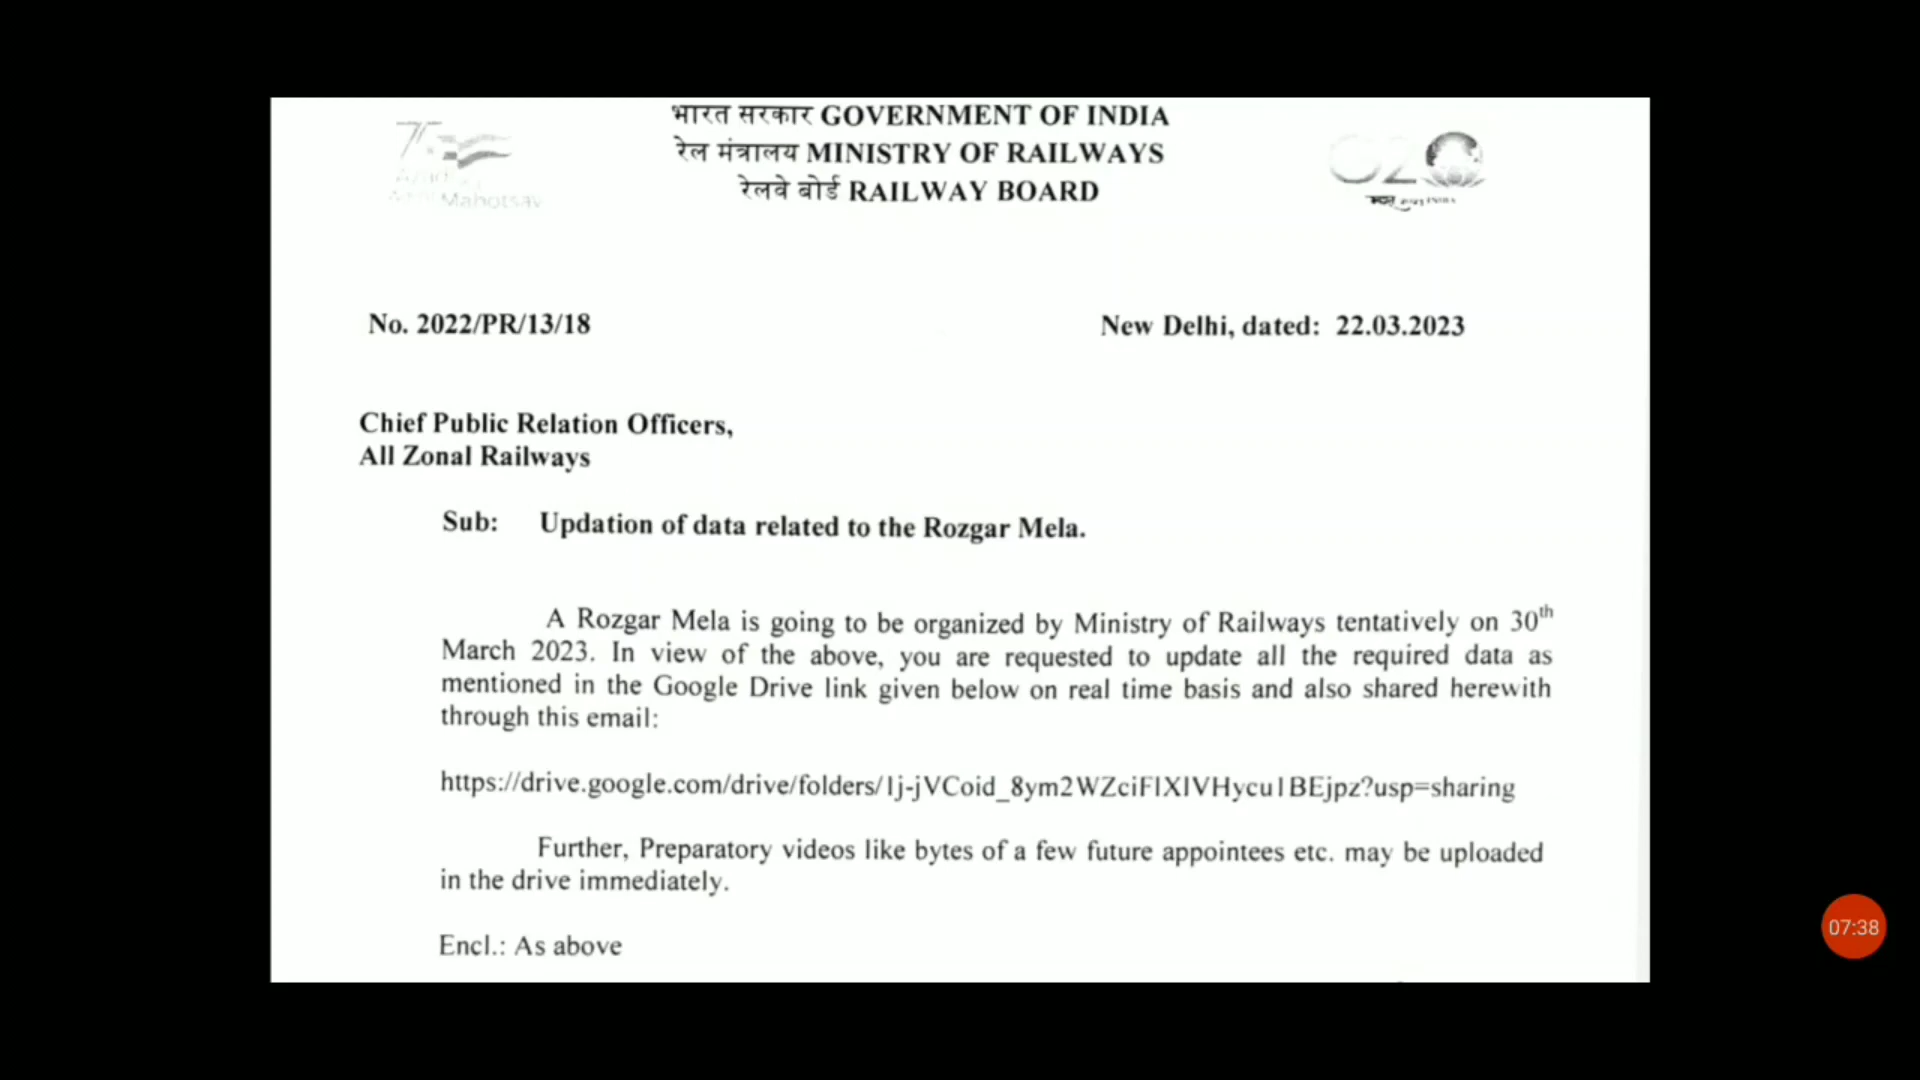 भारत सरकार GOVERNMENT OF INDIA
रेल मंत्रालय MINISTRY OF RAILWAYS
रेलवे बोर्ड RAILWAY BOARD
75
Azadi
Mahotsav
G20
No. 2022/PR/13/18
New Delhi, dated: 22.03.2023
Chief Public Relation Officers,
All Zonal Railways
Sub: Updation of data related to the Rozgar Mela.
A Rozgar Mela is going to be organized by Ministry of Railways tentatively on 30th
March 2023. In view of the above, you are requested to update all the required data as
mentioned in the Google Drive link given below on real time basis and also shared herewith
through this email:
https://drive.google.com/drive/folders/1j-jVCoid_8ym2WZciFlXlVHycu1BEjpz?usp=sharing
Further, Preparatory videos like bytes of a few future appointees etc. may be uploaded
in the drive immediately.
Encl.: As above
07:38